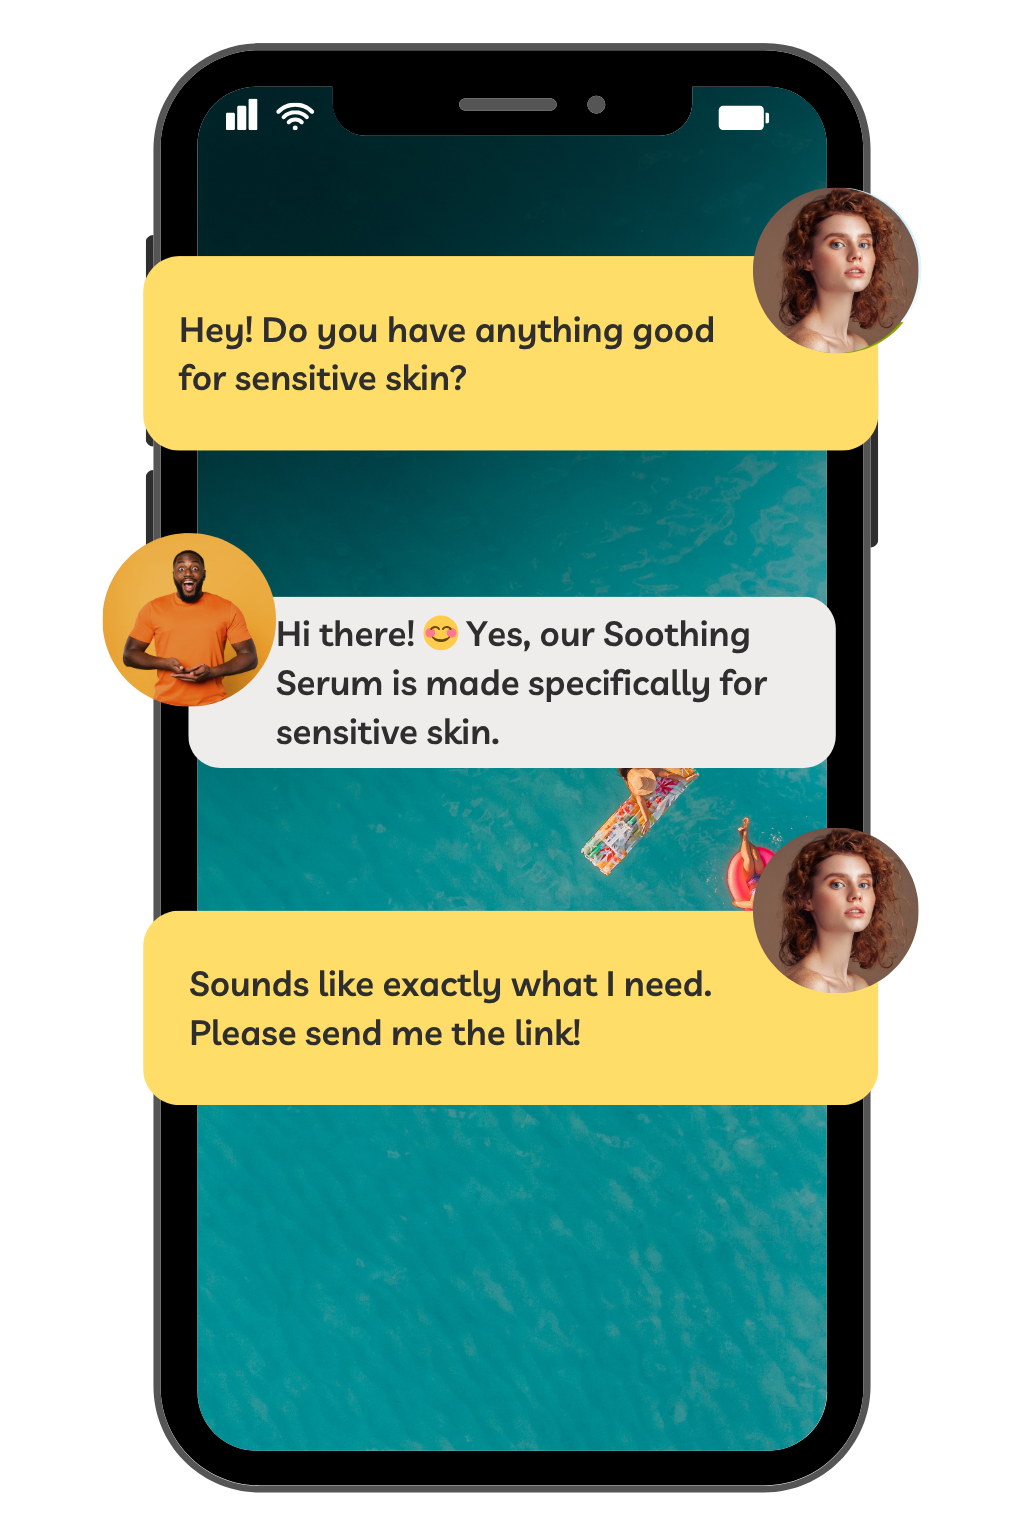 Hey! Do you have anything good
for sensitive skin?
Hi there! 😊 Yes, our Soothing
Serum is made specifically for
sensitive skin.
Sounds like exactly what I need.
Please send me the link!